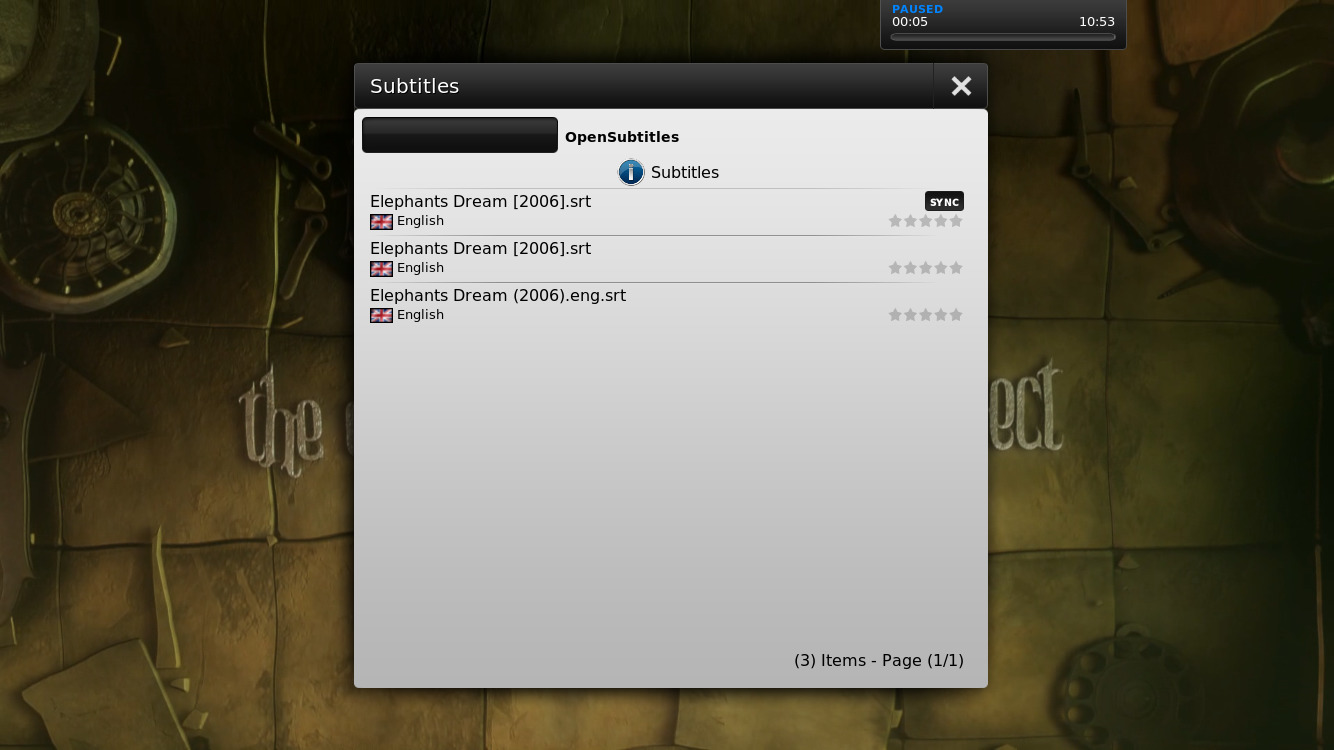 PAUSED
00:05 10:53
Subtitles
OpenSubtitles
Subtitles
Elephants Dream [2006].srt SYNC
English
Elephants Dream [2006].srt
English
Elephants Dream (2006).eng.srt
English
the ect
(3) Items - Page (1/1)